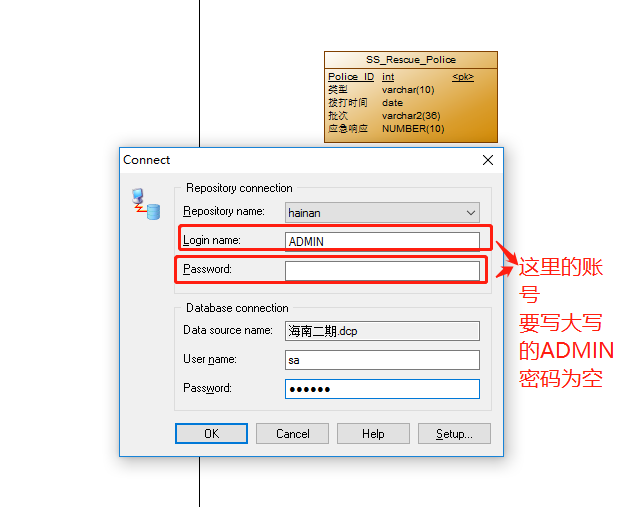 SS_Rescue_Police
Police_ID int <pk>
类型 varchar(10)
拨打时间 date
批次 varchar2(36)
应急响应 NUMBER(10)
Connect
Repository connection
Repository name: hainan
Login name: ADMIN
Password:
Database connection
Data source name: 海南二期.dcp
User name: sa
Password: ●●●●●●
OK Cancel Help Setup...
这里的账
号
要写大写
的ADMIN
密码为空